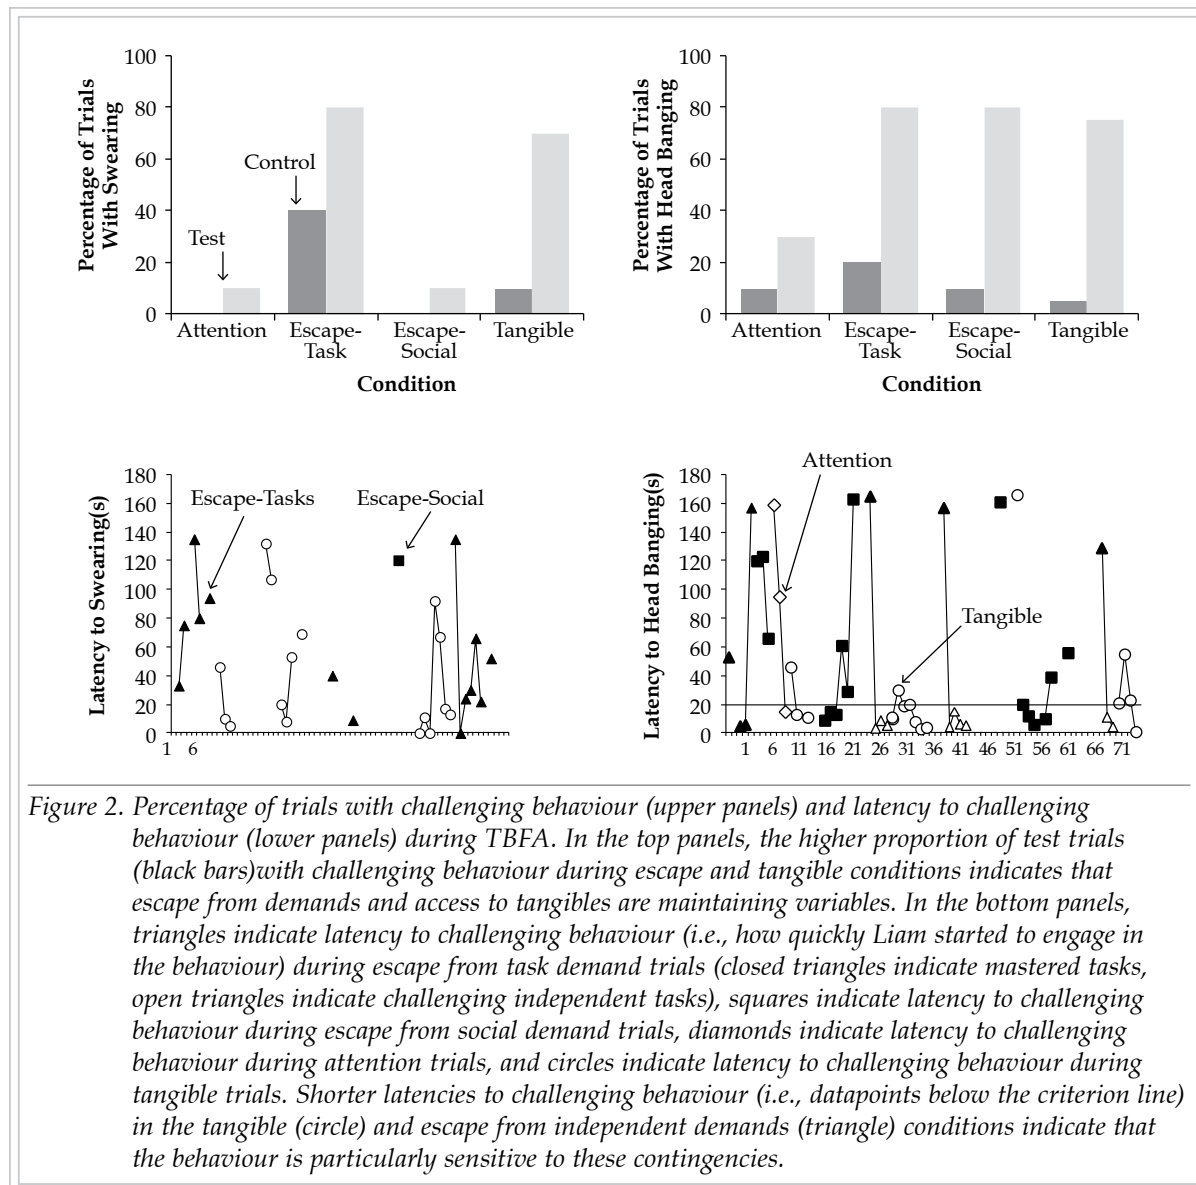 Percentage of Trials
With Swearing
100
80
60
40
20
0
Control
Test
Attention
Escape-
Task
Escape-
Social
Tangible
Condition
Percentage of Trials
With Head Banging
100
80
60
40
20
0
Attention
Escape-
Task
Escape-
Social
Tangible
Condition
Latency to Swearing(s)
180
160
140
120
100
80
60
40
20
0
Escape-Tasks
Escape-Social
1 6
Latency to Head Banging(s)
180
160
140
120
100
80
60
40
20
0
Attention
Tangible
1 6 11 16 21 26 31 36 41 46 51 56 61 66 71
Figure 2. Percentage of trials with challenging behaviour (upper panels) and latency to challenging
behaviour (lower panels) during TBFA. In the top panels, the higher proportion of test trials
(black bars)with challenging behaviour during escape and tangible conditions indicates that
escape from demands and access to tangibles are maintaining variables. In the bottom panels,
triangles indicate latency to challenging behaviour (i.e., how quickly Liam started to engage in
the behaviour) during escape from task demand trials (closed triangles indicate mastered tasks,
open triangles indicate challenging independent tasks), squares indicate latency to challenging
behaviour during escape from social demand trials, diamonds indicate latency to challenging
behaviour during attention trials, and circles indicate latency to challenging behaviour during
tangible trials. Shorter latencies to challenging behaviour (i.e., datapoints below the criterion line)
in the tangible (circle) and escape from independent demands (triangle) conditions indicate that
the behaviour is particularly sensitive to these contingencies.